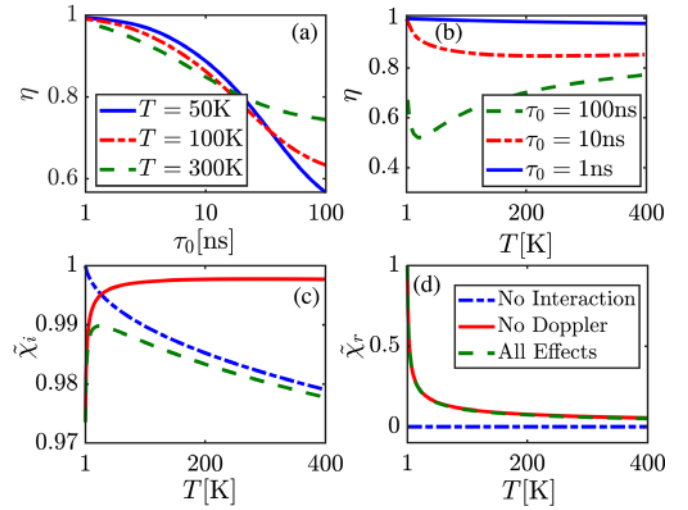 (a)
η
1
0.8
0.6
T = 50K
T = 100K
T = 300K
1
10
100
τ₀[ns]
(b)
η
1
0.8
0.6
0.4
τ₀ = 100ns
τ₀ = 10ns
τ₀ = 1ns
1
200
400
T[K]
(c)
χ̃ᵢ
1
0.99
0.98
0.97
1
200
400
T[K]
(d)
χ̃ᵣ
1
0.5
0
No Interaction
No Doppler
All Effects
1
200
400
T[K]